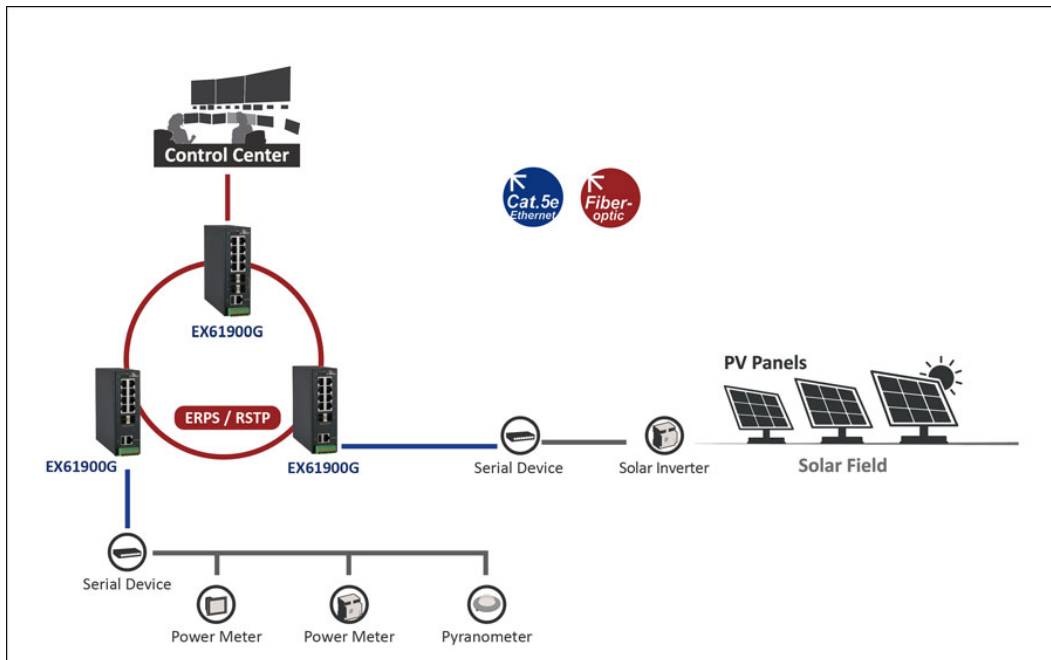 Control Center
Cat.5e
Ethernet
Fiber-
optic
EX61900G
PV Panels
ERPS / RSTP
EX61900G
EX61900G
Serial Device
Solar Inverter
Solar Field
Serial Device
Power Meter
Power Meter
Pyranometer